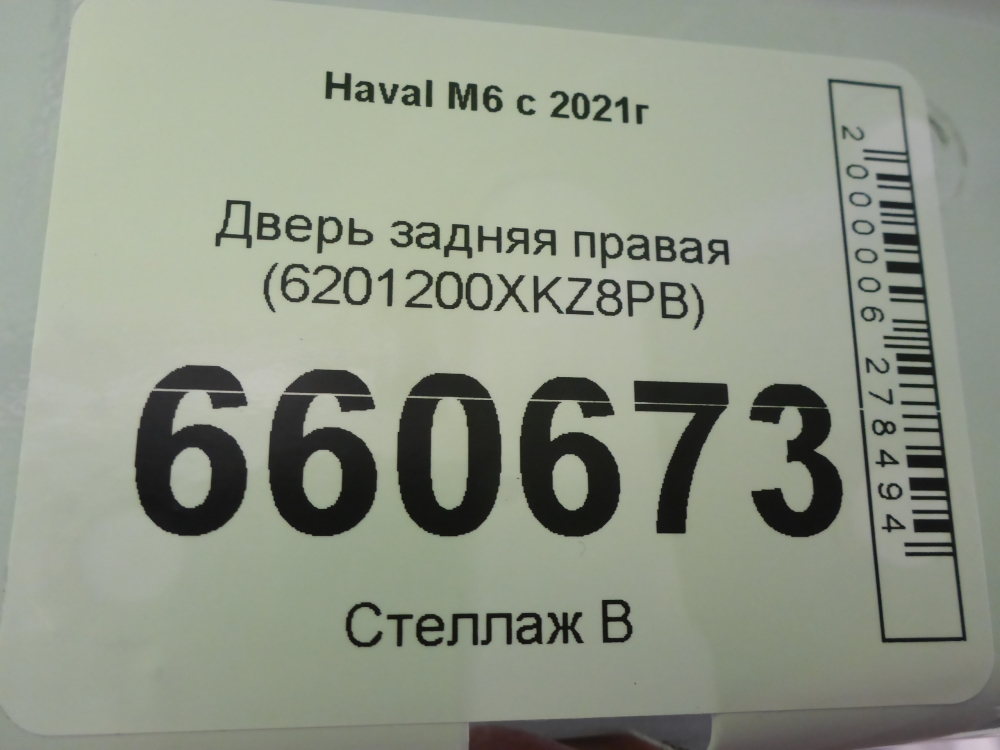 Haval M6 с 2021г
Дверь задняя правая
(6201200XKZ8PB)
660673
Стеллаж В
2000006278494